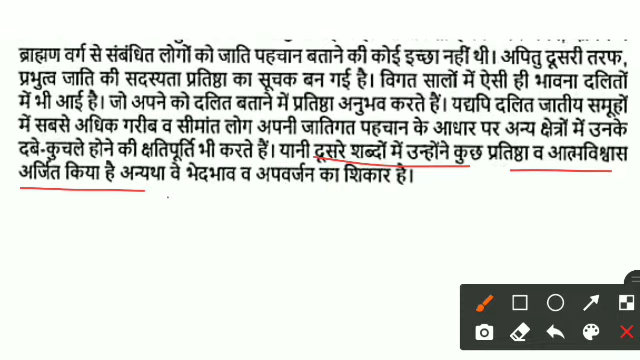 ब्राह्मण वर्ग से संबंधित लोगों को जाति पहचान बताने की कोई इच्छा नहीं थी। अपितु दूसरी तरफ,
प्रभुत्व जाति की सदस्यता प्रतिष्ठा का सूचक बन गई है। विगत सालों में ऐसी ही भावना दलितों
में भी आई है। जो अपने को दलित बताने में प्रतिष्ठा अनुभव करते हैं। यद्यपि दलित जातीय समूहों
में सबसे अधिक गरीब व सीमांत लोग अपनी जातिगत पहचान के आधार पर अन्य क्षेत्रों में उनके
दबे-कुचले होने की क्षतिपूर्ति भी करते हैं। यानी दूसरे शब्दों में उन्होंने कुछ प्रतिष्ठा व आत्मविश्वास
अर्जित किया है अन्यथा वे भेदभाव व अपवर्जन का शिकार है।